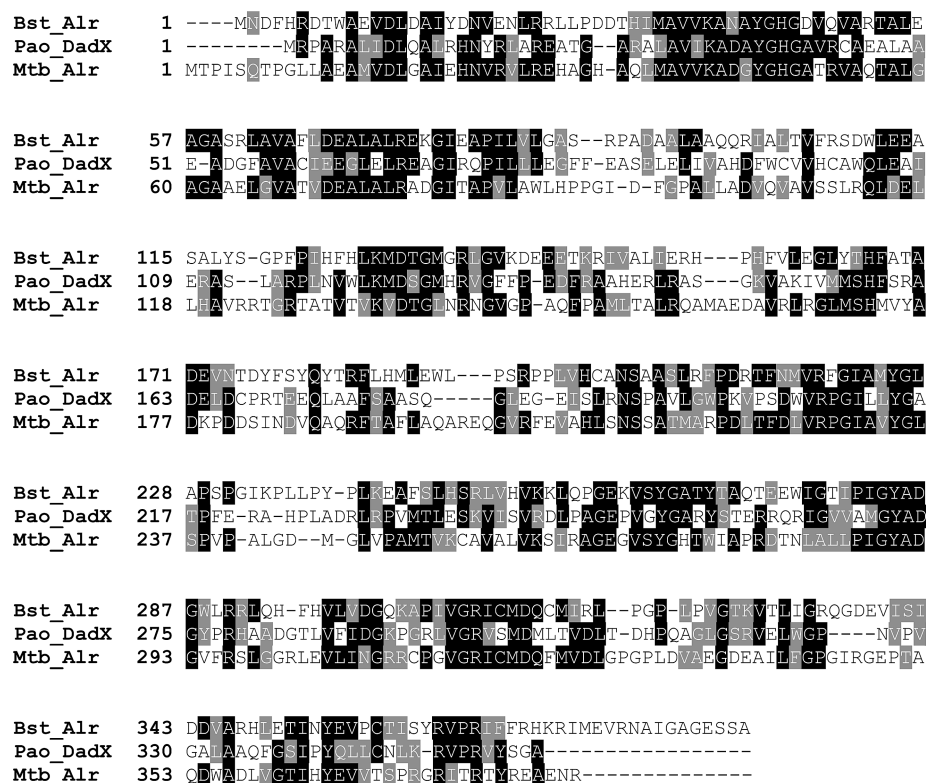 Bst_Alr 1 ----MNDFHRDTWAEVDLDAIYDNVENLRRLLPDDTHIMAVVKANAYGHGDVQVARTALE
Pao_DadX 1 --------MRPARALIDLQALRHNYRLAREATG--ARALAVIKADAYGHGAVRCAEALAA
Mtb_Alr 1 MTPISQTPGLLAEAMVDLGAIEHNVRVLREHAGH-AQLMAVVKADGYGHGATRVAQTALG
Bst_Alr 57 AGASRLAVAFLDEALALREKGIEAPILVLGAS--RPADAALAAQQRIALTVFRSDWLEEA
Pao_DadX 51 E-ADGFAVACIEEGLELREAGIRQPILLLEGFF-EASELELIVAHDFWCVVHCAWQLEAI
Mtb_Alr 60 AGAAELGVATVDEALALRADGITAPVLAWLHPPGI-D-FGPALLADVQVAVSSLRQLDEL
Bst_Alr 115 SALYS-GPFPIHFHLKMDTGMGRLGVKDEEETKRIVALIERH---PHFVLEGLYTHFATA
Pao_DadX 109 ERAS--LARPLNVWLKMDSGMHRVGFFP-EDFRAAHERLRAS---GKVAKIVMMSHFSRA
Mtb_Alr 118 LHAVRRTGRTATVTVKVDTGLNRNGVGP-AQFPAMLTALRQAMAEDAVRLRGLMSHMVYA
Bst_Alr 171 DEVNTDYFSYQYTRFLHMLEWL---PSRPPLVHCANSAASLRFPDRTFNMVRFGIAMYGL
Pao_DadX 163 DELDCPRTEEQLAAFSAASQ-----GLEG-EISLRNSPAVLGWPKVPSDWVRPGILLYGA
Mtb_Alr 177 DKPDDSINDVQAQRFTAFLAQAREQGVRFEVAHLSNSSATMARPDLTFDLVRPGIAVYGL
Bst_Alr 228 APSPGIKPLLPY-PLKEAFSLHSRLVHVKKLQPGEKVSYGATYTAQTEEWIGTIPIGYAD
Pao_DadX 217 TPFE-RA-HPLADRLRPVMTLESKVISVRDLPAGEPVGYGARYSTERRQRIGVVAMGYAD
Mtb_Alr 237 SPVP-ALGD--M-GLVPAMTVKCAVALVKSIRAGEGVSYGHTWIAPRDTNLALLPIGYAD
Bst_Alr 287 GWLRRLQH-FHVLVDGQKAPIVGRICMDQCMIRL--PGP-LPVGTKVTLIGRQGDEVISI
Pao_DadX 275 GYPRHAADGTLVFIDGKPGRLVGRVSMDMLTVDLT-DHPQAGLGSRVELWGP----NVPV
Mtb_Alr 293 GVFRSLGGRLEVLINGRRCPGVGRICMDQFMVDLGPGPLDVAEGDEAILFGPGIRGEPTA
Bst_Alr 343 DDVARHLETINYEVPCTISYRVPRIFFRHKRIMEVRNAIGAGESSA
Pao_DadX 330 GALAAQFGSIPYQLLCNLK-RVPRVYSGA-----------------
Mtb_Alr 353 QDWADLVGTIHYEVVTSPRGRITRTYREAENR--------------